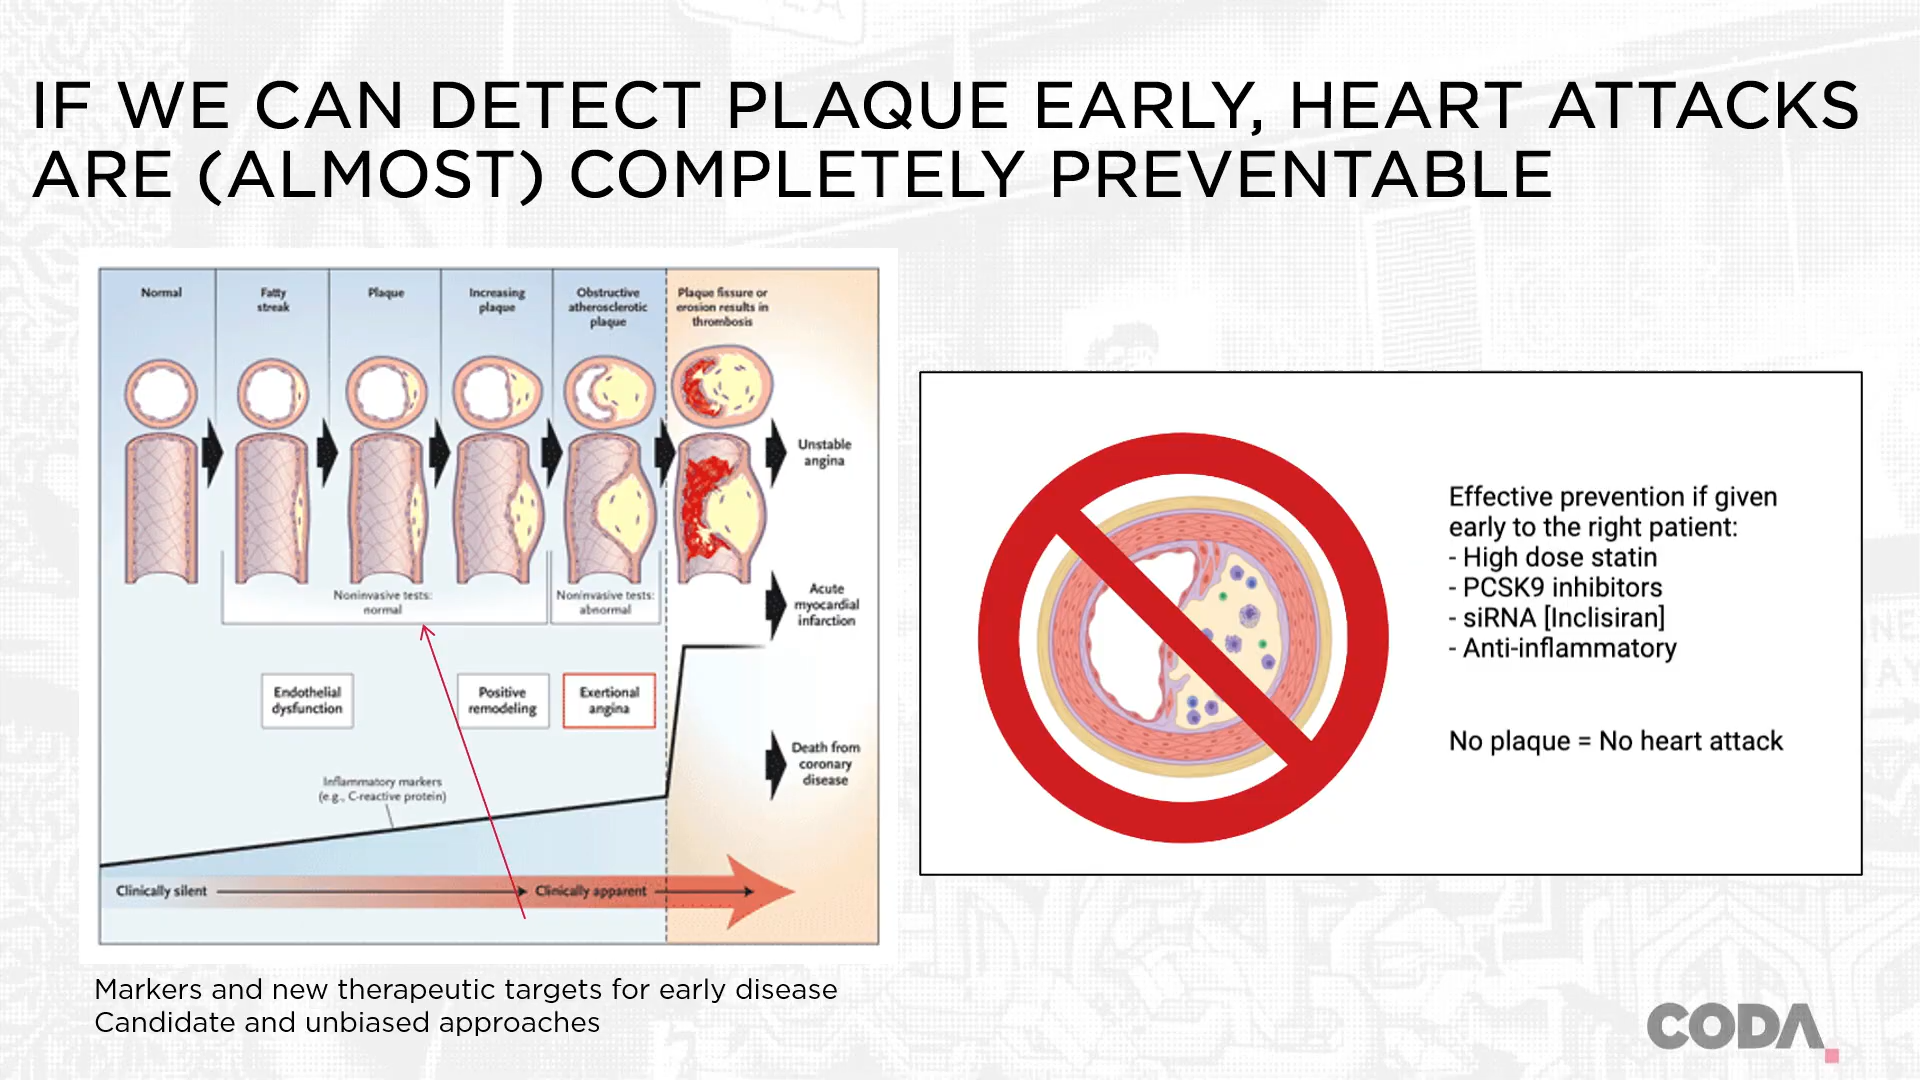 IF WE CAN DETECT PLAQUE EARLY, HEART ATTACKS
ARE (ALMOST) COMPLETELY PREVENTABLE
Normal
Fatty
streak
Plaque
Increasing
plaque
Obstructive
atherosclerotic
plaque
Plaque fissure or
erosion results in
thrombosis
Unstable
angina
Noninvasive tests:
normal
Noninvasive tests:
abnormal
Acute
myocardial
infarction
Endothelial
dysfunction
Positive
remodeling
Exertional
angina
Death from
coronary
disease
Inflammatory markers
(e.g., C-reactive protein)
Clinically silent
Clinically apparent
Effective prevention if given
early to the right patient:
- High dose statin
- PCSK9 inhibitors
- siRNA [Inclisiran]
- Anti-inflammatory
No plaque = No heart attack
Markers and new therapeutic targets for early disease
Candidate and unbiased approaches
CODA